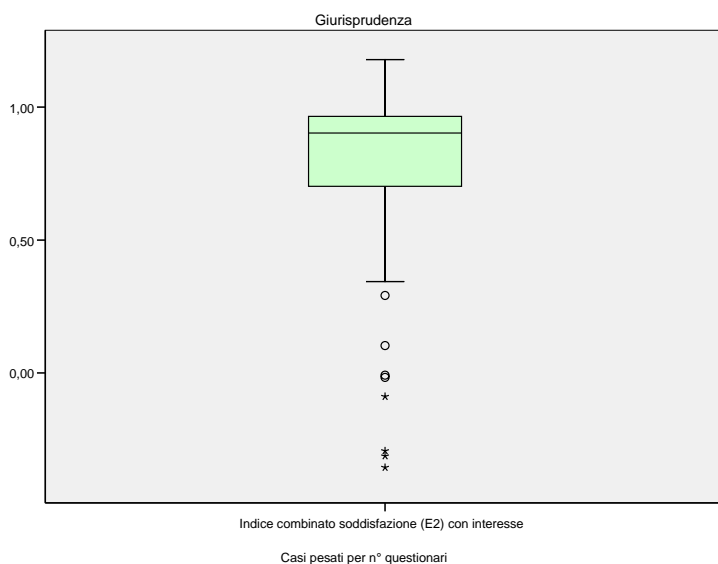 Giurisprudenza
1,00
0,50
0,00
Indice combinato soddisfazione (E2) con interesse
Casi pesati per n° questionari